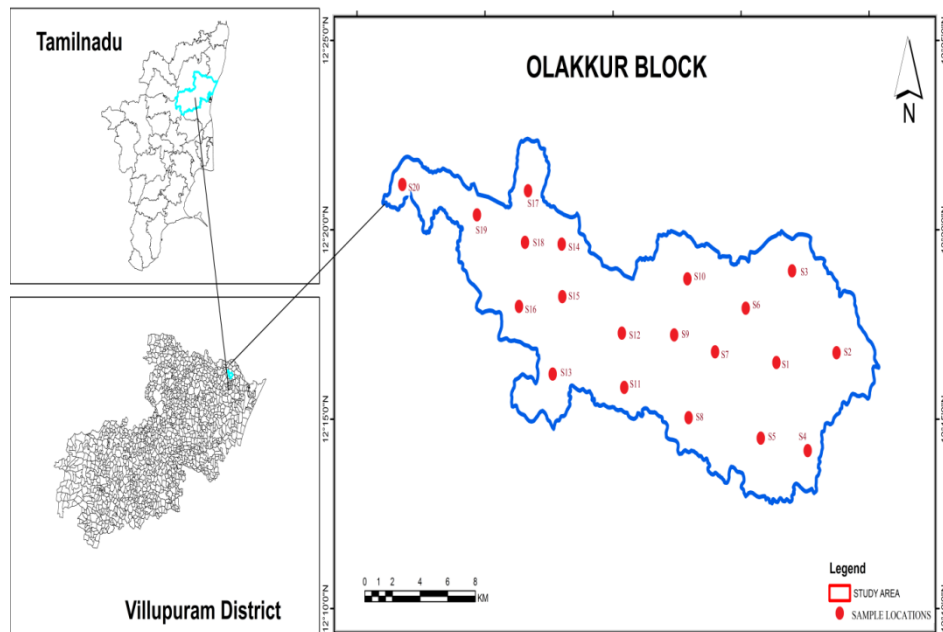 Tamilnadu
Villupuram District
OLAKKUR BLOCK
N
12°25'0"N
12°20'0"N
12°15'0"N
12°10'0"N
S20
S17
S19
S18
S14
S10
S3
S15
S16
S6
S12
S9
S7
S2
S1
S13
S11
S8
S5
S4
0 1 2 4 6 8
KM
Legend
STUDY AREA
SAMPLE LOCATIONS